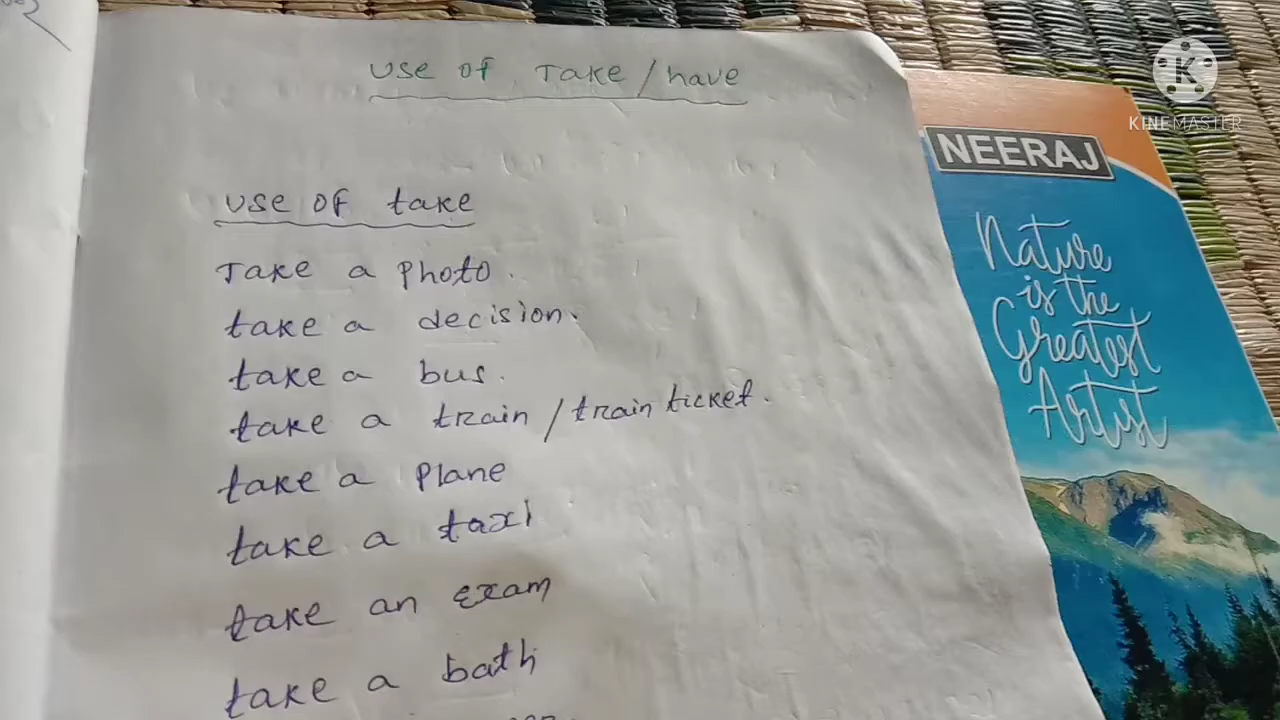 Use of Take / have
use of take
Take a photo.
take a decision.
take a bus.
take a train / train ticket.
take a plane
take a taxi
take an exam
take a bath
NEERAJ
Nature
is the
Greatest
Artist
K
KINEMASTER